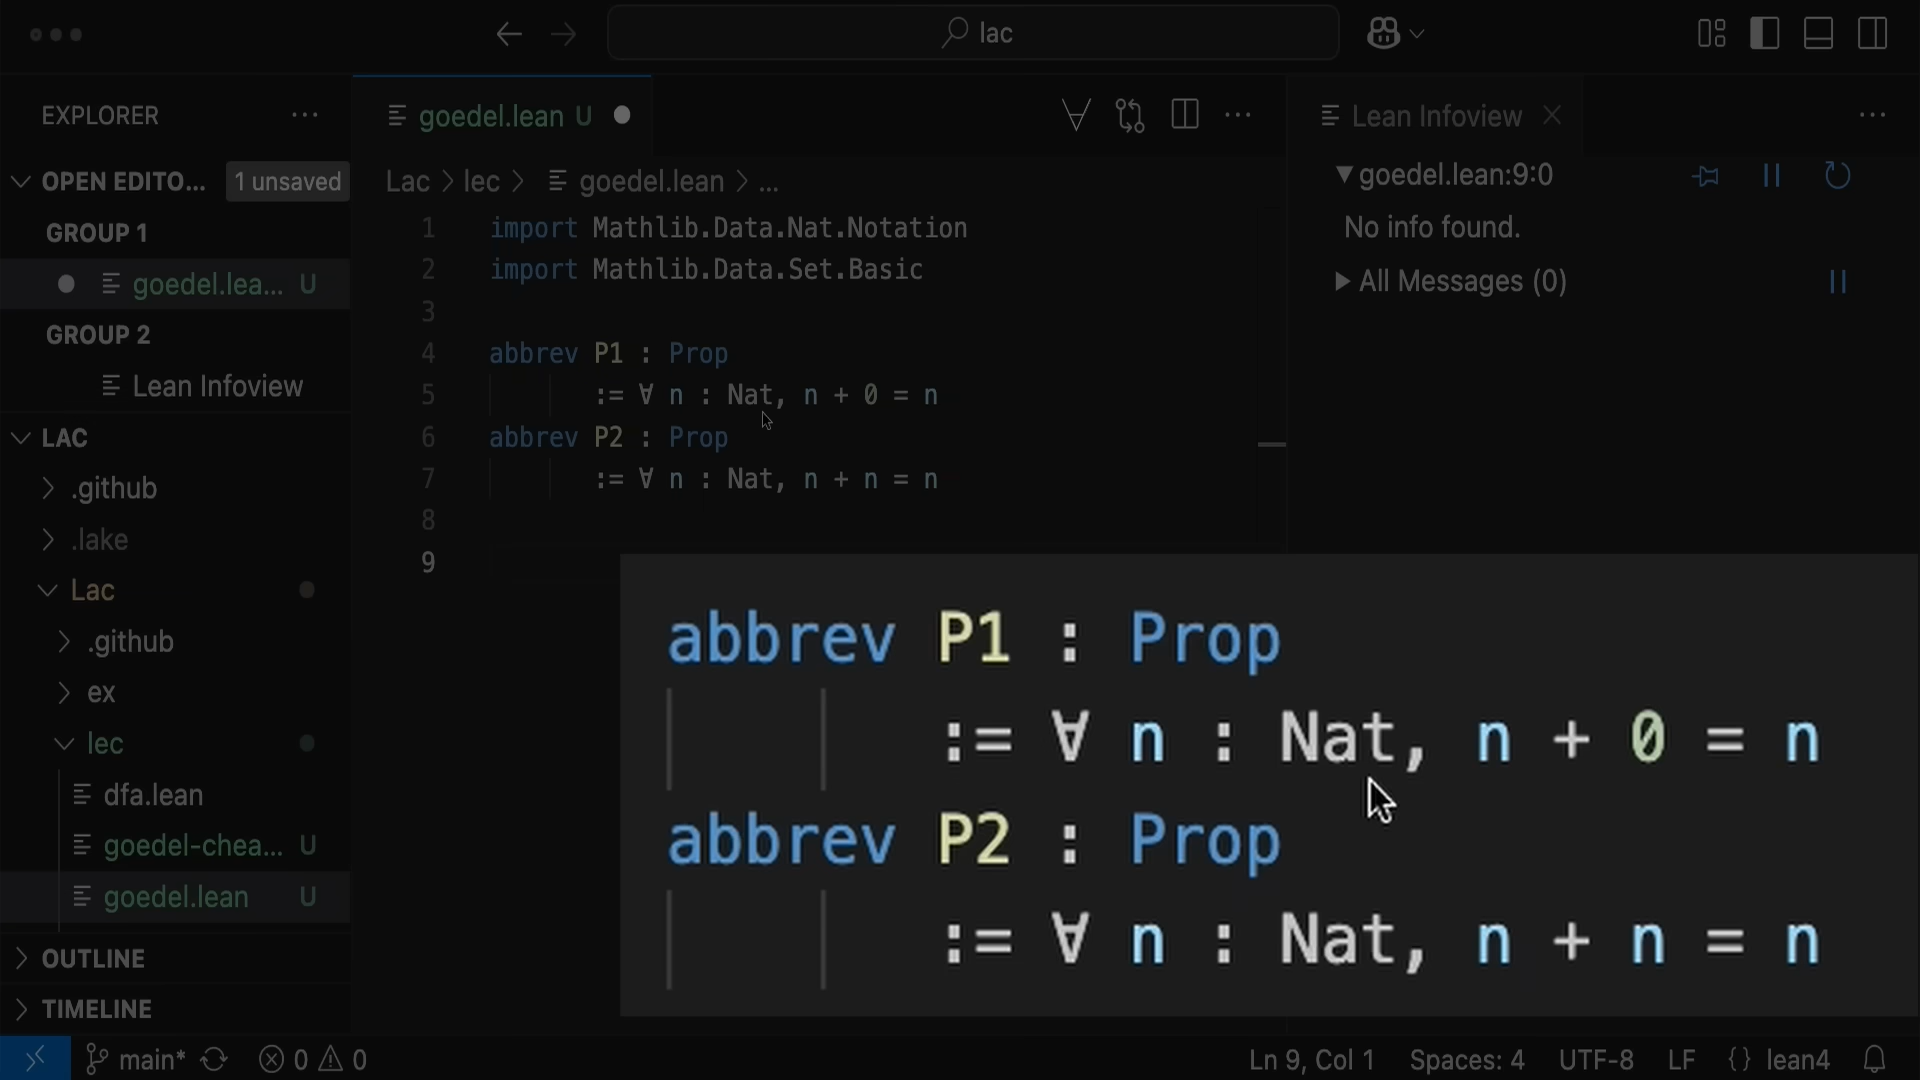 lac
EXPLORER
OPEN EDITO... 1 unsaved
GROUP 1
goedel.lea... U
GROUP 2
Lean Infoview
LAC
.github
.lake
Lac
.github
ex
lec
dfa.lean
goedel-chea... U
goedel.lean U
OUTLINE
TIMELINE
goedel.lean U
Lac > lec > goedel.lean > ...
1 import Mathlib.Data.Nat.Notation
2 import Mathlib.Data.Set.Basic
3
4 abbrev P1 : Prop
5 := ∀ n : Nat, n + 0 = n
6 abbrev P2 : Prop
7 := ∀ n : Nat, n + n = n
8
9
Lean Infoview
goedel.lean:9:0
No info found.
All Messages (0)
abbrev P1 : Prop
:= ∀ n : Nat, n + 0 = n
abbrev P2 : Prop
:= ∀ n : Nat, n + n = n
main* 0 0 Ln 9, Col 1 Spaces: 4 UTF-8 LF {} lean4